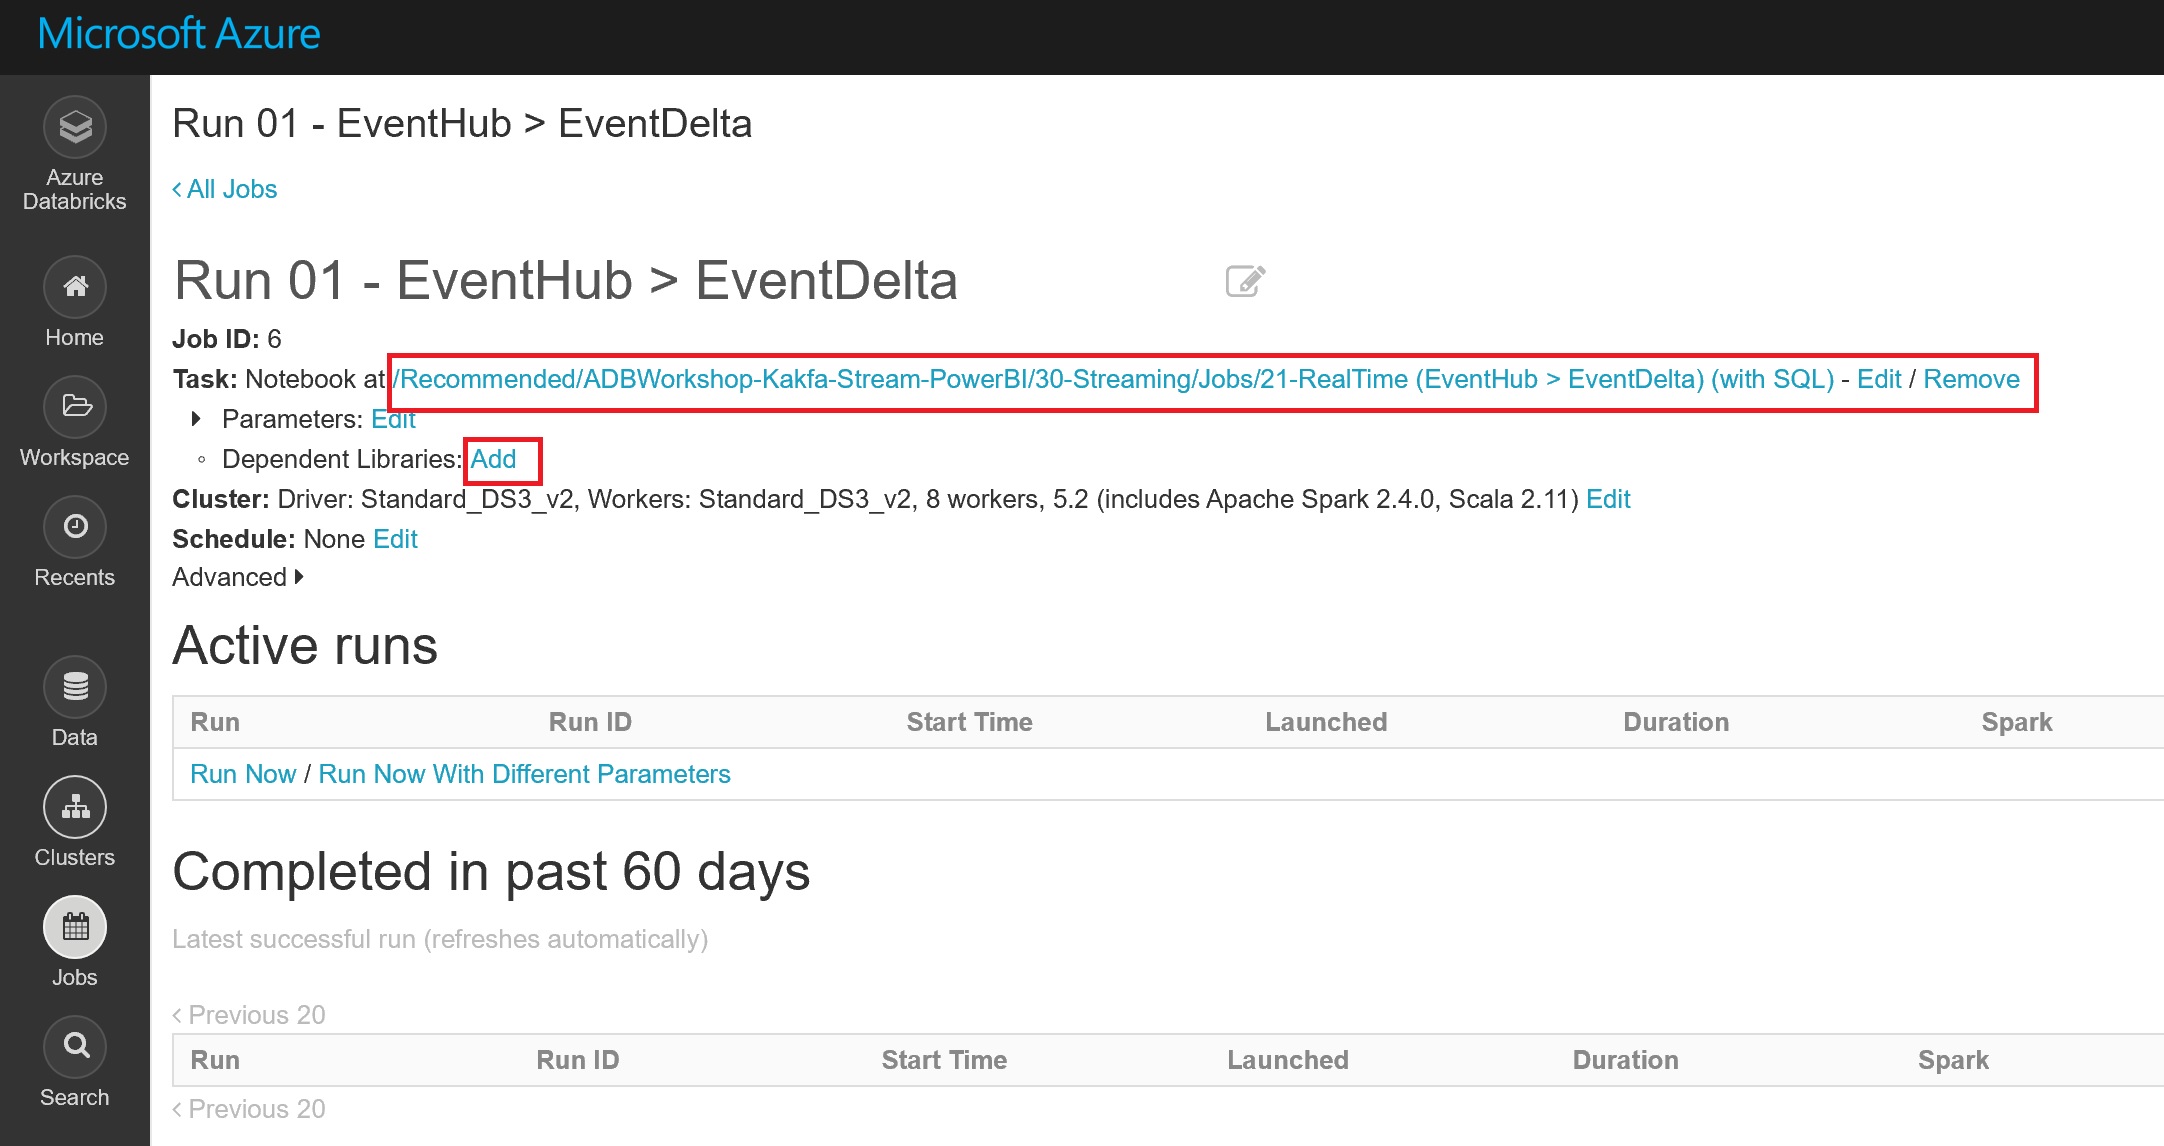 Microsoft Azure
Azure
Databricks
Home
Workspace
Recents
Data
Clusters
Jobs
Search
Run 01 - EventHub > EventDelta
‹ All Jobs
Run 01 - EventHub > EventDelta
Job ID: 6
Task: Notebook at /Recommended/ADBWorkshop-Kakfa-Stream-PowerBI/30-Streaming/Jobs/21-RealTime (EventHub > EventDelta) (with SQL) - Edit / Remove
Parameters: Edit
Dependent Libraries: Add
Cluster: Driver: Standard_DS3_v2, Workers: Standard_DS3_v2, 8 workers, 5.2 (includes Apache Spark 2.4.0, Scala 2.11) Edit
Schedule: None Edit
Advanced
Active runs
Run Run ID Start Time Launched Duration Spark
Run Now / Run Now With Different Parameters
Completed in past 60 days
Latest successful run (refreshes automatically)
‹ Previous 20
Run Run ID Start Time Launched Duration Spark
‹ Previous 20